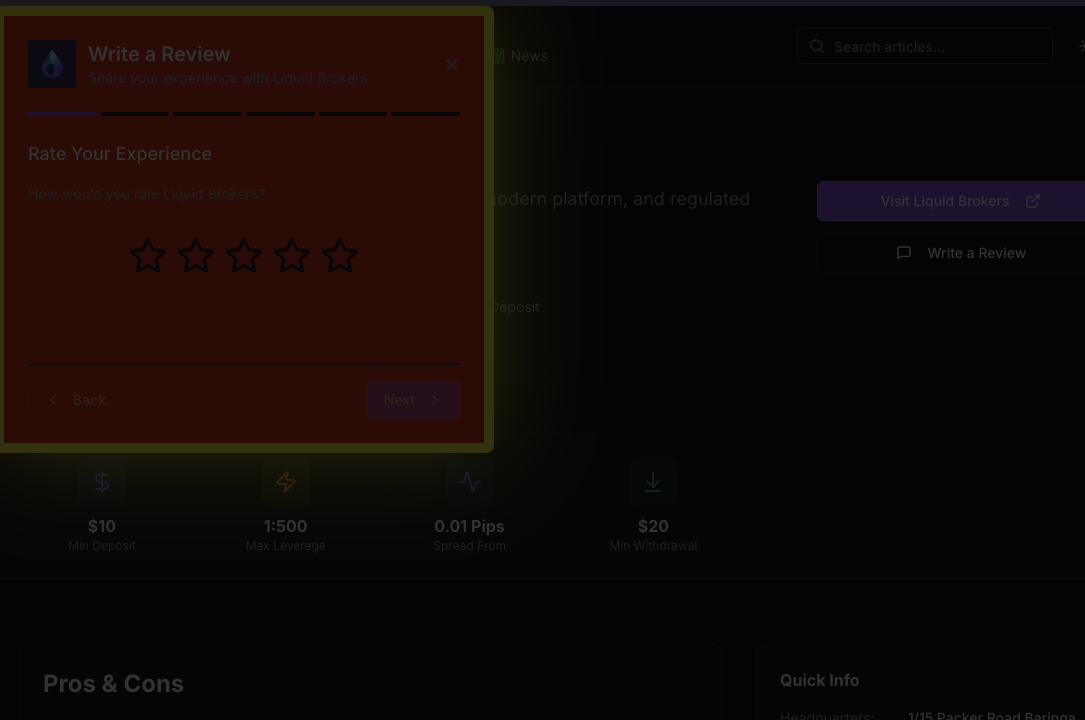 Write a Review
Share your experience with Liquid Brokers
Rate Your Experience
How would you rate Liquid Brokers?
Back
Next
News
Search articles...
modern platform, and regulated
Visit Liquid Brokers
Write a Review
Deposit
$10
Min Deposit
1:500
Max Leverage
0.01 Pips
Spread From
$20
Min Withdrawal
Pros & Cons
Quick Info
Headquarters:
1/15 Packer Road Baringa